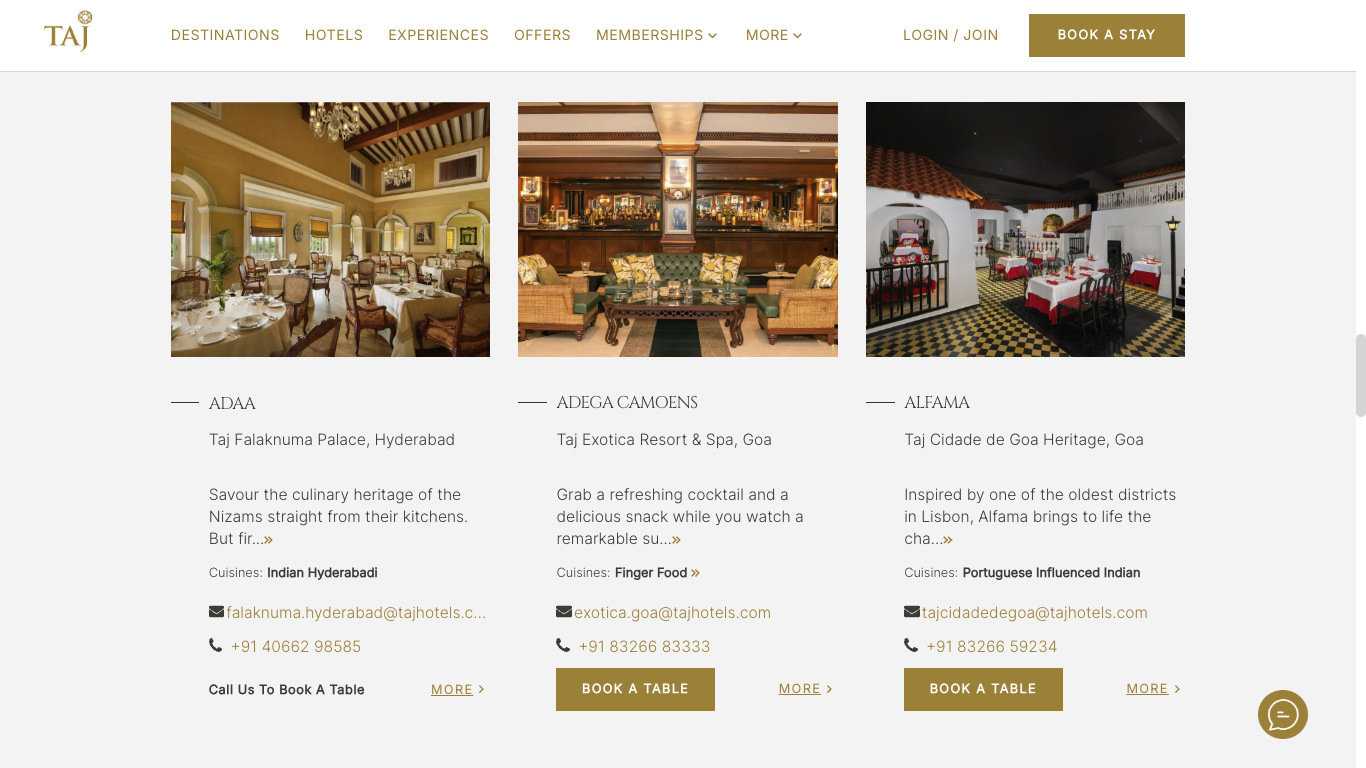 TAJ
DESTINATIONS
HOTELS
EXPERIENCES
OFFERS
MEMBERSHIPS
MORE
LOGIN / JOIN
BOOK A STAY
ADAA
Taj Falaknuma Palace, Hyderabad
Savour the culinary heritage of the
Nizams straight from their kitchens.
But fir...»
Cuisines: Indian Hyderabadi
falaknuma.hyderabad@tajhotels.c...
+91 40662 98585
Call Us To Book A Table
MORE
ADEGA CAMOENS
Taj Exotica Resort & Spa, Goa
Grab a refreshing cocktail and a
delicious snack while you watch a
remarkable su...»
Cuisines: Finger Food »
exotica.goa@tajhotels.com
+91 83266 83333
BOOK A TABLE
MORE
ALFAMA
Taj Cidade de Goa Heritage, Goa
Inspired by one of the oldest districts
in Lisbon, Alfama brings to life the
cha...»
Cuisines: Portuguese Influenced Indian
tajcidadedegoa@tajhotels.com
+91 83266 59234
BOOK A TABLE
MORE